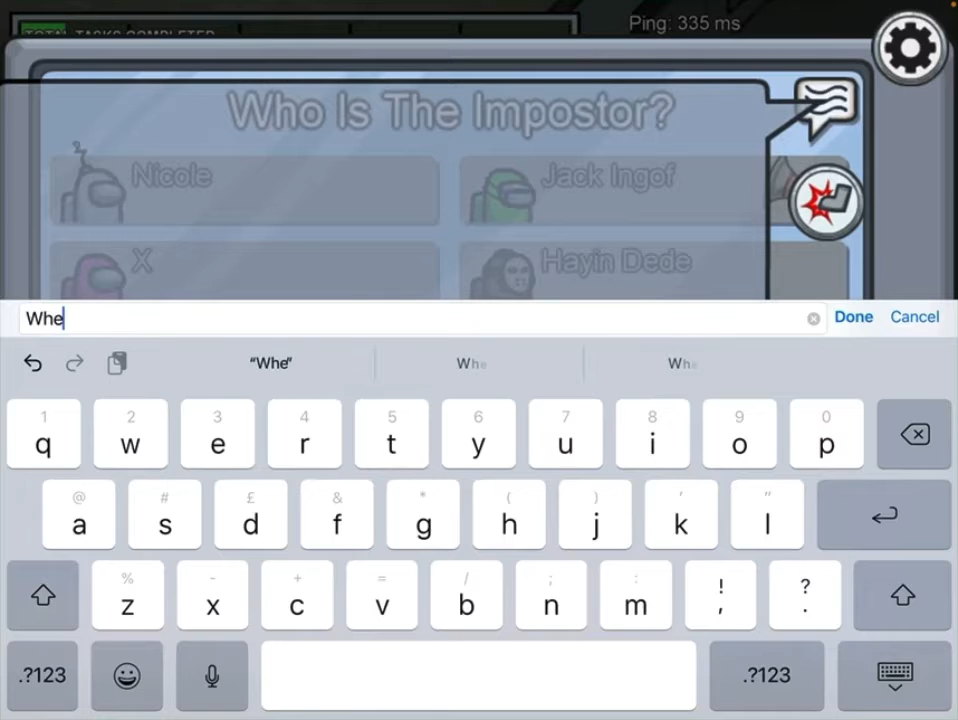 TOTAL TASKS COMPLETED
Ping: 335 ms
Who Is The Impostor?
Nicole
Jack Ingof
X
Hayin Dede
Whe Done Cancel
“Whe” Whe Wha
1 2 3 4 5 6 7 8 9 0
q w e r t y u i o p
@ # £ & * ( ) ' "
a s d f g h j k l
% - + = / ; : ! ?
z x c v b n m , .
.?123 .?123